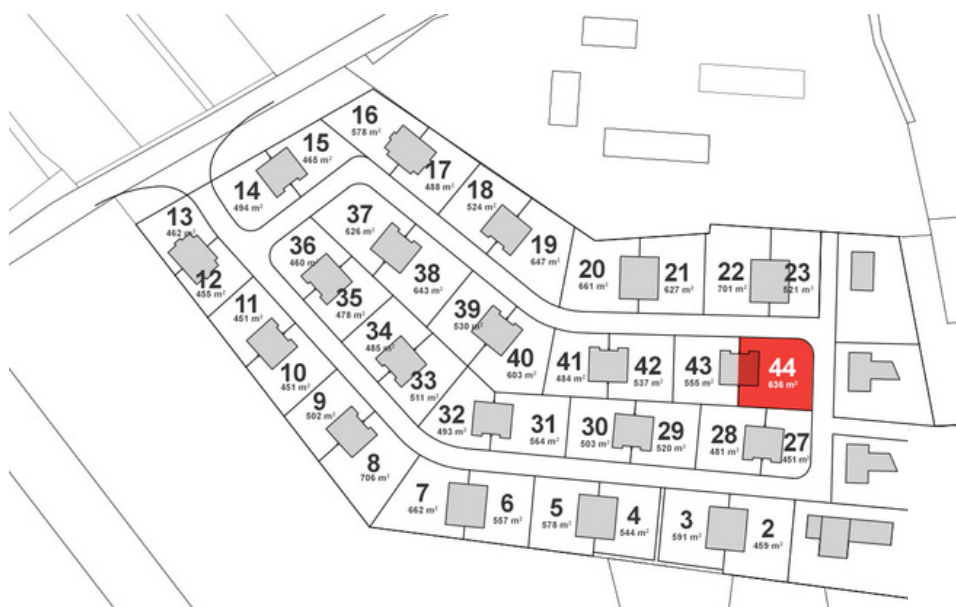 16
578 m²
15
465 m²
17
488 m²
14
494 m²
18
524 m²
37
626 m²
13
462 m²
19
647 m²
36
460 m²
38
643 m²
20
661 m²
21
627 m²
22
701 m²
23
521 m²
12
455 m²
35
478 m²
11
451 m²
39
530 m²
34
485 m²
40
603 m²
41
484 m²
42
537 m²
43
555 m²
44
636 m²
10
451 m²
33
511 m²
9
502 m²
32
493 m²
31
564 m²
30
503 m²
29
520 m²
28
481 m²
27
451 m²
8
706 m²
7
662 m²
6
557 m²
5
578 m²
4
544 m²
3
591 m²
2
459 m²